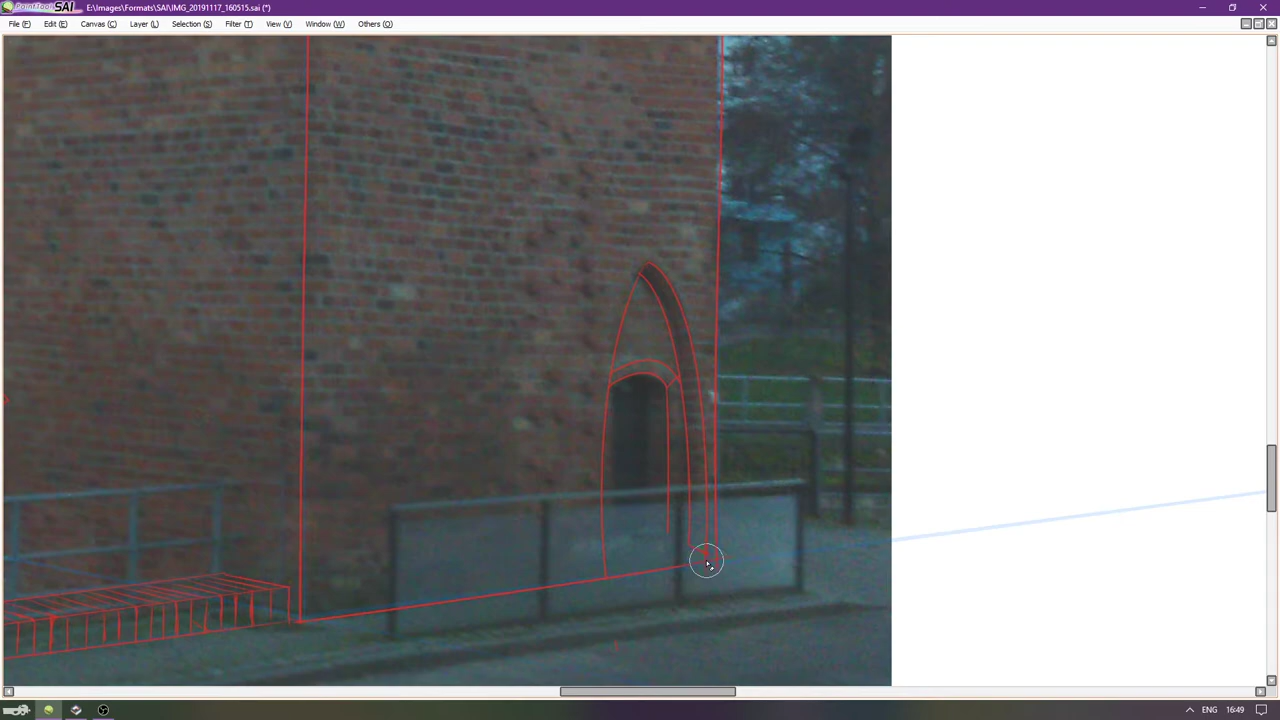 PaintTool SAI E:\Images\Formats\SAI\IMG_20191117_160515.sai (*)
File (F) Edit (E) Canvas (C) Layer (L) Selection (S) Filter (T) View (V) Window (W) Others (O)
ENG 16:49